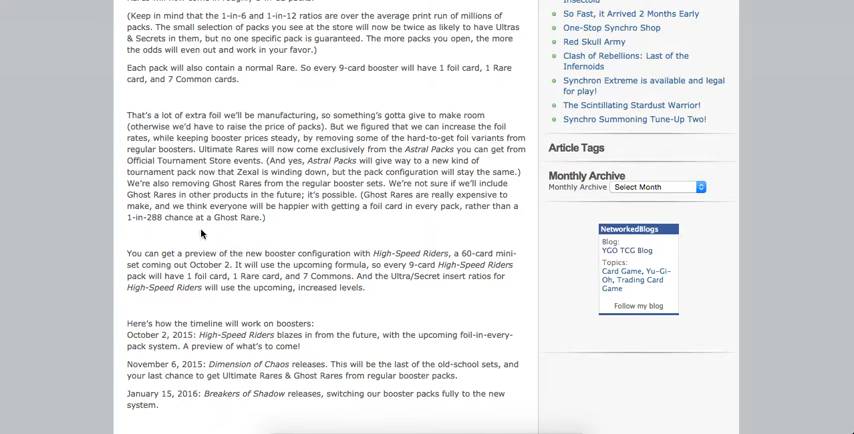 (Keep in mind that the 1-in-6 and 1-in-12 ratios are over the average print run of millions of
packs. The small selection of packs you see at the store will now be twice as likely to have Ultras
& Secrets in them, but no one specific pack is guaranteed. The more packs you open, the more
the odds will even out and work in your favor.)
Each pack will also contain a normal Rare. So every 9-card booster will have 1 foil card, 1 Rare
card, and 7 Common cards.
That's a lot of extra foil we'll be manufacturing, so something's gotta give to make room
(otherwise we'd have to raise the price of packs). But we figured that we can increase the foil
rates, while keeping booster prices steady, by removing some of the hard-to-get foil variants from
regular boosters. Ultimate Rares will now come exclusively from the Astral Packs you can get from
Official Tournament Store events. (And yes, Astral Packs will give way to a new kind of
tournament pack now that Zexal is winding down, but the pack configuration will stay the same.)
We're also removing Ghost Rares from the regular booster sets. We're not sure if we'll include
Ghost Rares in other products in the future; it's possible. (Ghost Rares are really expensive to
make, and we think everyone will be happier with getting a foil card in every pack, rather than a
1-in-288 chance at a Ghost Rare.)
You can get a preview of the new booster configuration with High-Speed Riders, a 60-card mini-
set coming out October 2. It will use the upcoming formula, so every 9-card High-Speed Riders
pack will have 1 foil card, 1 Rare card, and 7 Commons. And the Ultra/Secret insert ratios for
High-Speed Riders will use the upcoming, increased levels.
Here's how the timeline will work on boosters:
October 2, 2015: High-Speed Riders blazes in from the future, with the upcoming foil-in-every-
pack system. A preview of what's to come!
November 6, 2015: Dimension of Chaos releases. This will be the last of the old-school sets, and
your last chance to get Ultimate Rares & Ghost Rares from regular booster packs.
January 15, 2016: Breakers of Shadow releases, switching our booster packs fully to the new
system.
So Fast, it Arrived 2 Months Early
One-Stop Synchro Shop
Red Skull Army
Clash of Rebellions: Last of the
Infernoids
Synchron Extreme is available and legal
for play!
The Scintillating Stardust Warrior!
Synchro Summoning Tune-Up Two!
Article Tags
Monthly Archive
Monthly Archive Select Month
NetworkedBlogs
Blog:
YGO TCG Blog
Topics:
Card Game, Yu-Gi-
Oh, Trading Card
Game
Follow my blog